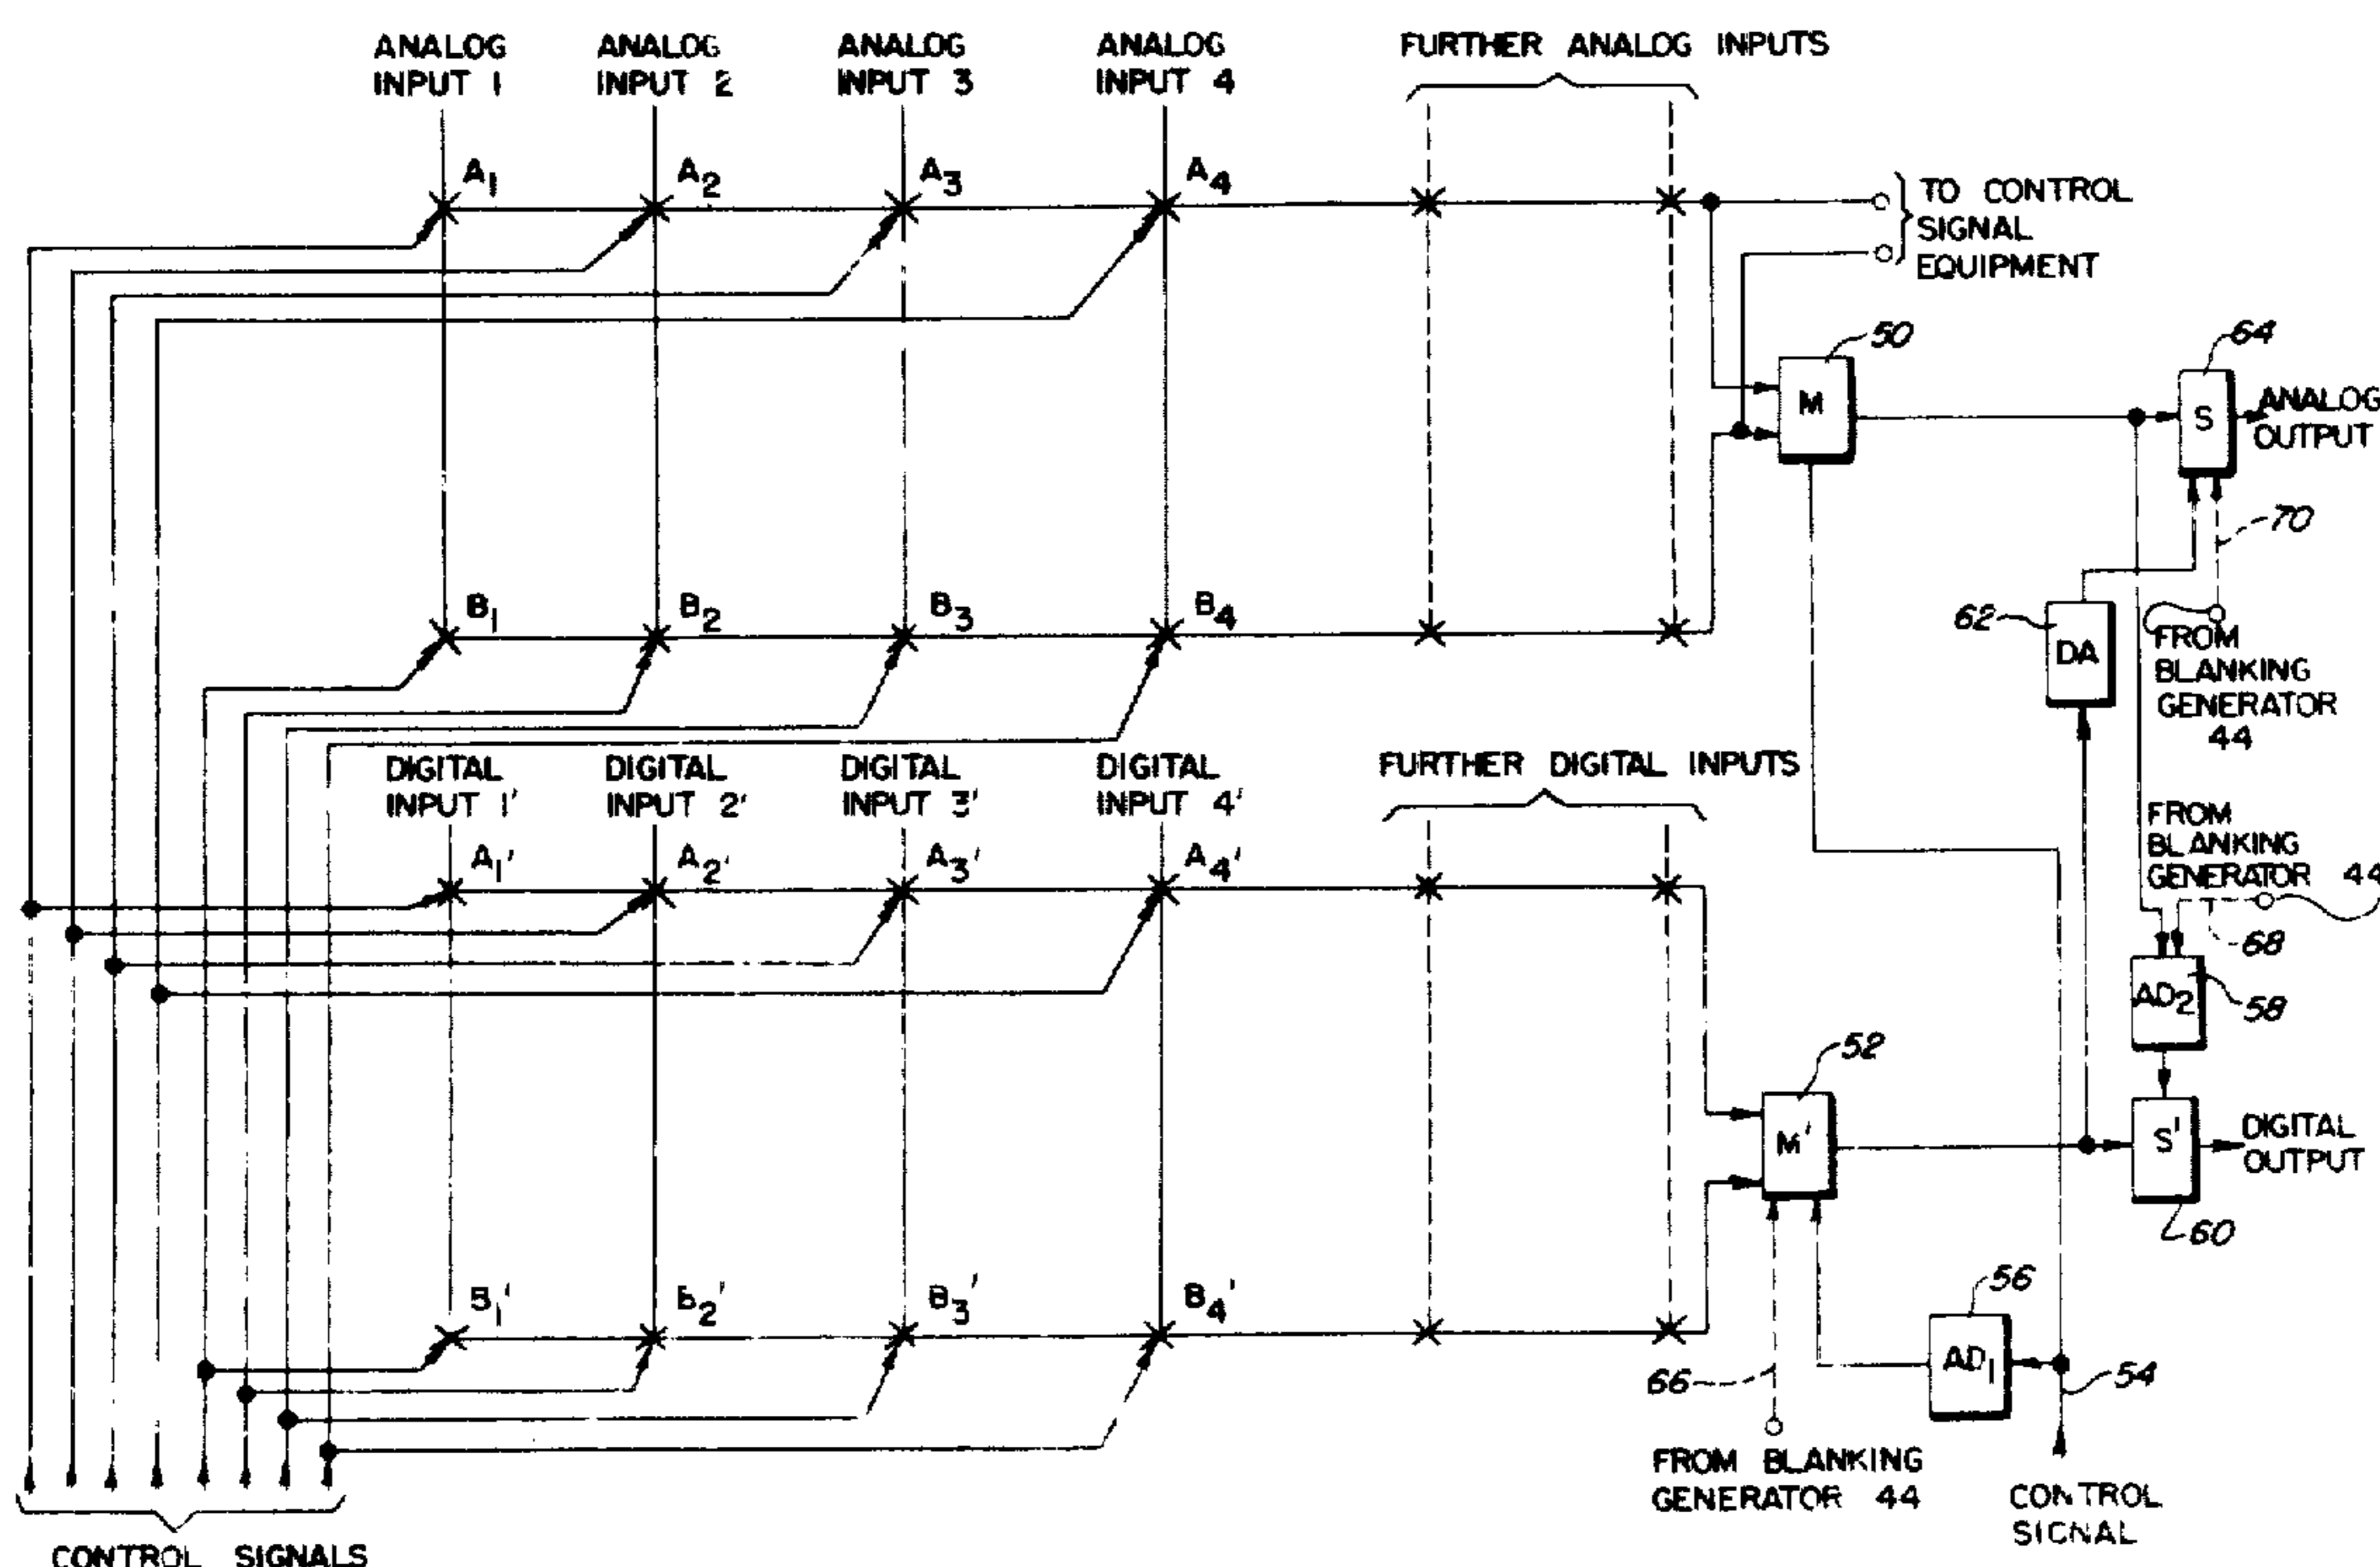 ANALOG INPUT 1
ANALOG INPUT 2
ANALOG INPUT 3
ANALOG INPUT 4
FURTHER ANALOG INPUTS
A1
A2
A3
A4
TO CONTROL
SIGNAL
EQUIPMENT
50
M
64
S
ANALOG
OUTPUT
70
B1
B2
B3
B4
62
DA
FROM
BLANKING
GENERATOR
44
DIGITAL INPUT 1'
DIGITAL INPUT 2'
DIGITAL INPUT 3'
DIGITAL INPUT 4'
FURTHER DIGITAL INPUTS
FROM
BLANKING
GENERATOR 44
A1'
A2'
A3'
A4'
68
AD2
58
52
M'
S'
DIGITAL
OUTPUT
60
B1'
B2'
B3'
B4'
56
AD1
54
66
FROM BLANKING
GENERATOR 44
CONTROL
SIGNAL
CONTROL SIGNALS